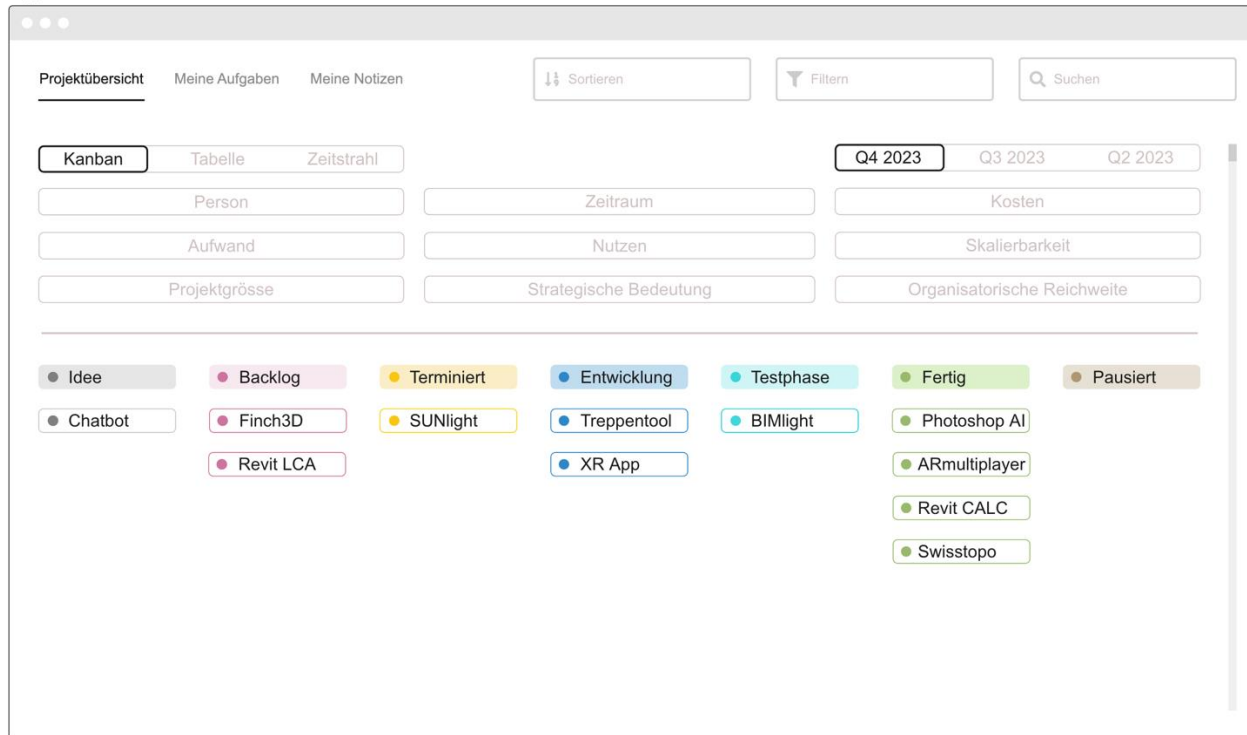 Projektübersicht Meine Aufgaben Meine Notizen Sortieren Filtern Suchen
Kanban Tabelle Zeitstrahl Q4 2023 Q3 2023 Q2 2023
Person Zeitraum Kosten
Aufwand Nutzen Skalierbarkeit
Projektgrösse Strategische Bedeutung Organisatorische Reichweite
Idee Backlog Terminiert Entwicklung Testphase Fertig Pausiert
Chatbot Finch3D SUNlight Treppentool BIMlight Photoshop AI
Revit LCA XR App ARmultiplayer
Revit CALC
Swisstopo